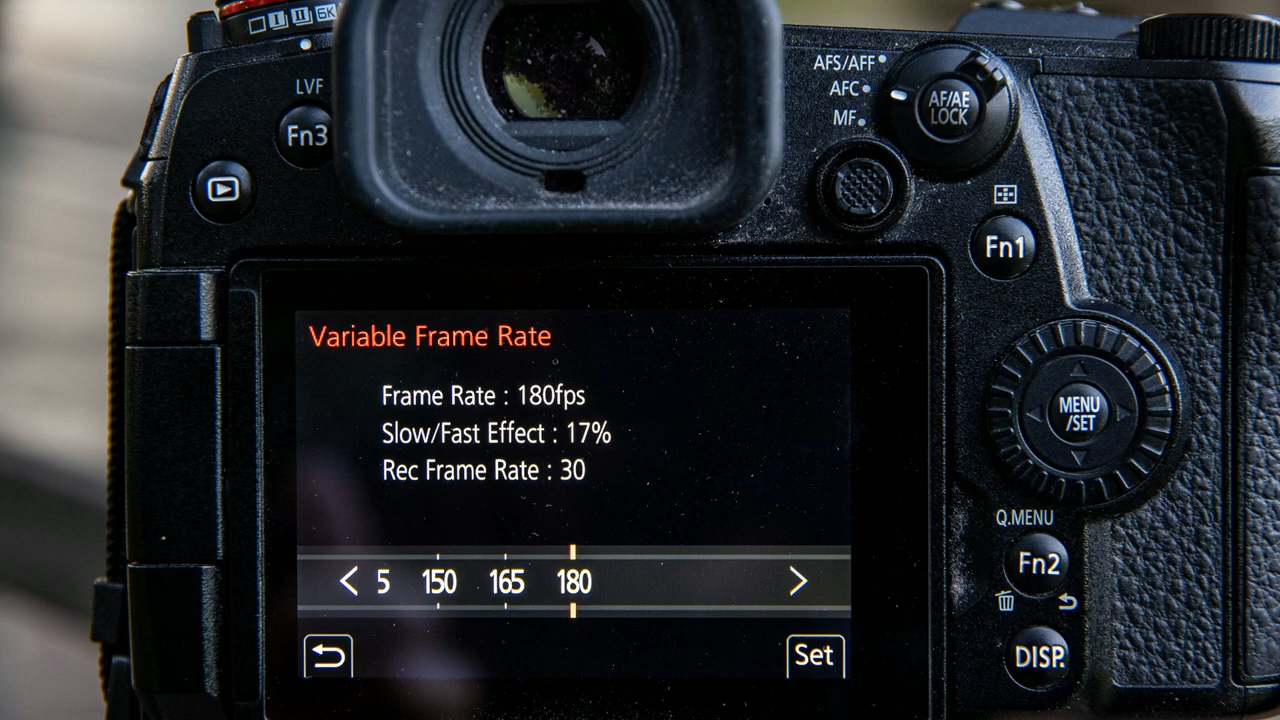 6K
LVF
Fn3
AFS/AFF
AFC
MF
AF/AE
LOCK
Fn1
Variable Frame Rate
Frame Rate : 180fps
Slow/Fast Effect : 17%
Rec Frame Rate : 30
5 150 165 180
Set
MENU
/SET
Q.MENU
Fn2
DISP.